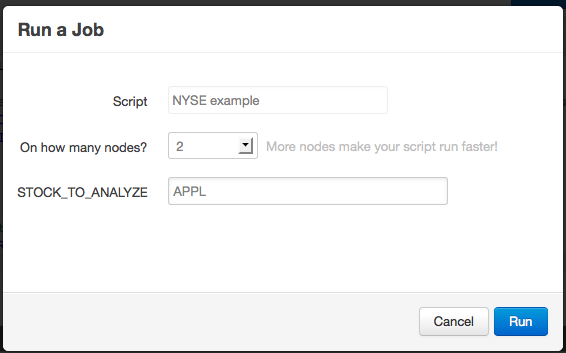 Run a Job
Script NYSE example
On how many nodes? 2 More nodes make your script run faster!
STOCK_TO_ANALYZE APPL
Cancel Run